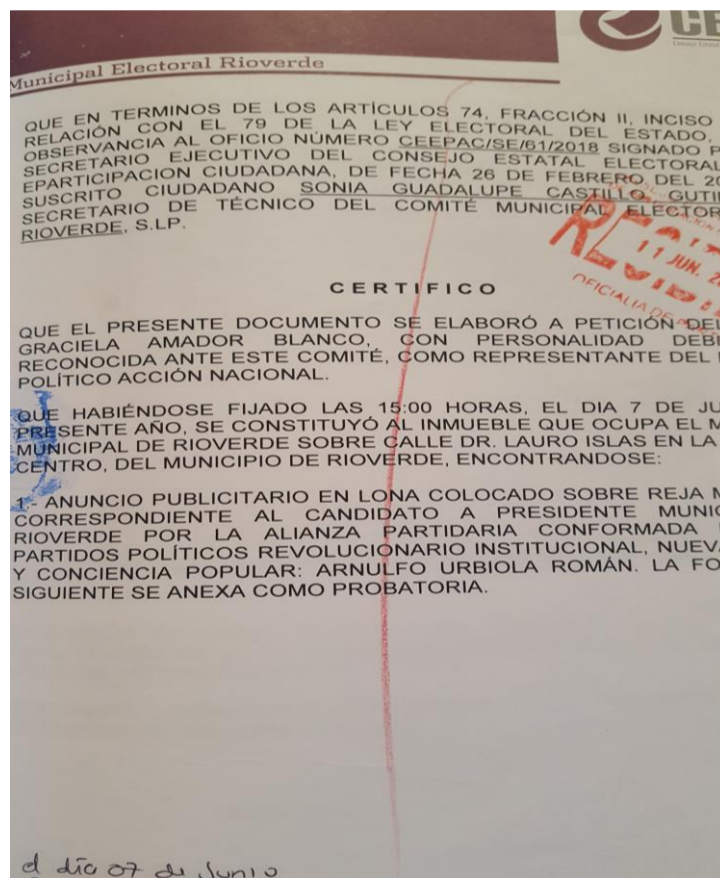 CE
Municipal Electoral Rioverde
QUE EN TERMINOS DE LOS ARTÍCULOS 74, FRACCIÓN II, INCISO
RELACIÓN CON EL 79 DE LA LEY ELECTORAL DEL ESTADO,
OBSERVANCIA AL OFICIO NÚMERO CEEPAC/SE/61/2018 SIGNADO P
SECRETARIO EJECUTIVO DEL CONSEJO ESTATAL ELECTORAL
EPARTICIPACION CIUDADANA, DE FECHA 26 DE FEBRERO DEL 20
SUSCRITO CIUDADANO SONIA GUADALUPE CASTILLO GUTI
SECRETARIO DE TÉCNICO DEL COMITÉ MUNICIPAL ELECTOR
RIOVERDE, S.LP.
11 JUN. 2
OFICIALIA DE
CERTIFICO
QUE EL PRESENTE DOCUMENTO SE ELABORÓ A PETICIÓN DE
GRACIELA AMADOR BLANCO, CON PERSONALIDAD DEBI
RECONOCIDA ANTE ESTE COMITÉ, COMO REPRESENTANTE DEL
POLÍTICO ACCIÓN NACIONAL.
QUE HABIÉNDOSE FIJADO LAS 15:00 HORAS, EL DIA 7 DE JU
PRESENTE AÑO, SE CONSTITUYÓ AL INMUEBLE QUE OCUPA EL M
MUNICIPAL DE RIOVERDE SOBRE CALLE DR. LAURO ISLAS EN LA
CENTRO, DEL MUNICIPIO DE RIOVERDE, ENCONTRANDOSE:
1.- ANUNCIO PUBLICITARIO EN LONA COLOCADO SOBRE REJA M
CORRESPONDIENTE AL CANDIDATO A PRESIDENTE MUNIC
RIOVERDE POR LA ALIANZA PARTIDARIA CONFORMADA
PARTIDOS POLÍTICOS REVOLUCIONARIO INSTITUCIONAL, NUEVA
Y CONCIENCIA POPULAR: ARNULFO URBIOLA ROMÁN. LA FO
SIGUIENTE SE ANEXA COMO PROBATORIA.
el día 07 de Junio